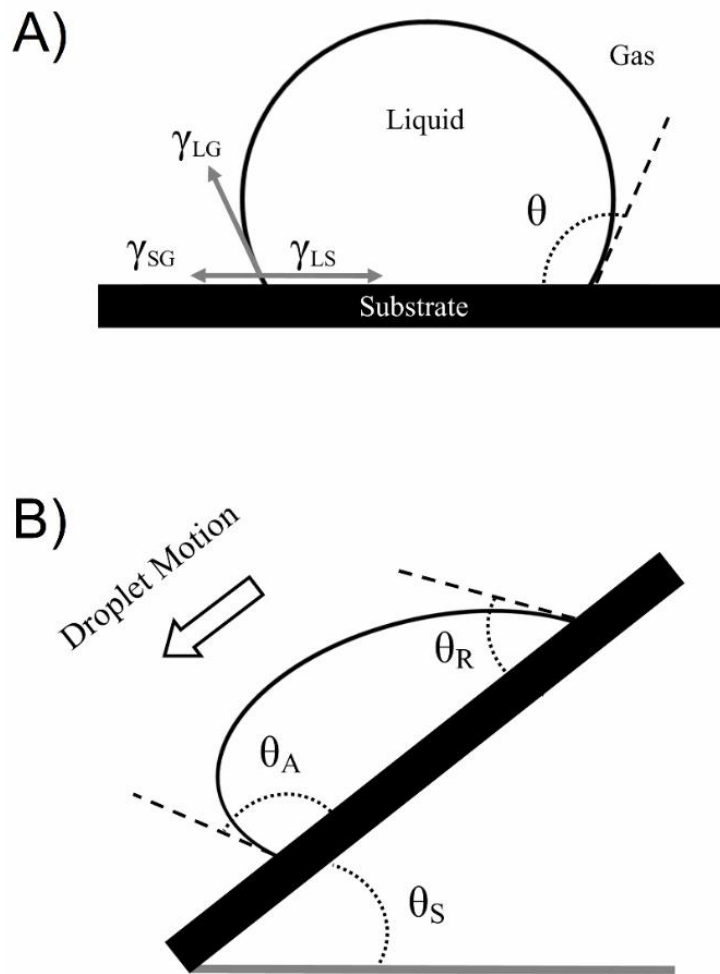 A)
Gas
Liquid
γLG
θ
γSG
γLS
Substrate
B)
Droplet Motion
θR
θA
θS